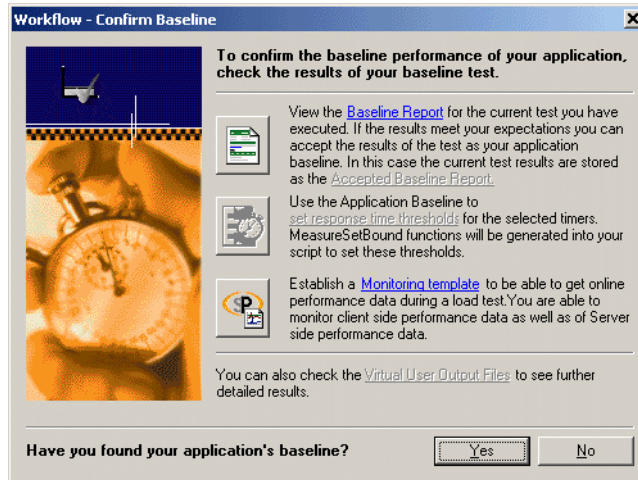 Workflow - Confirm Baseline
To confirm the baseline performance of your application,
check the results of your baseline test.
View the Baseline Report for the current test you have
executed. If the results meet your expectations you can
accept the results of the test as your application
baseline. In this case the current test results are stored
as the Accepted Baseline Report.
Use the Application Baseline to
set response time thresholds for the selected timers.
MeasureSetBound functions will be generated into your
script to set these thresholds.
Establish a Monitoring template to be able to get online
performance data during a load test.You are able to
monitor client side performance data as well as of Server
side performance data.
You can also check the Virtual User Output Files to see further
detailed results.
Have you found your application's baseline?
Yes
No